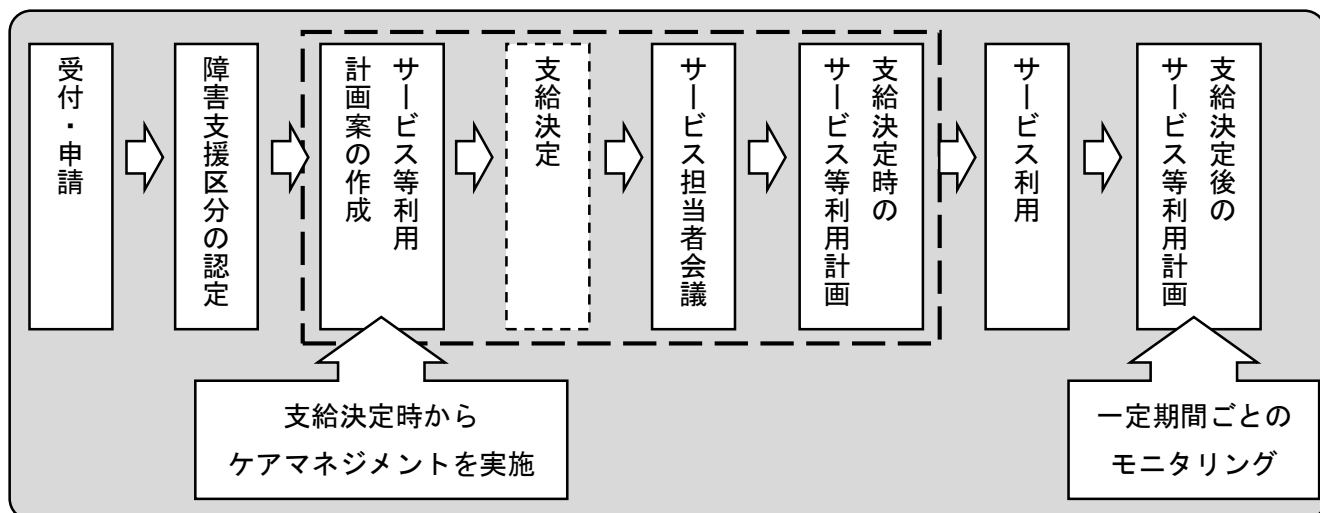 受付・申請
障害支援区分の認定
サービス等利用
計画案の作成
支給決定
サービス担当者会議
支給決定時の
サービス等利用計画
サービス利用
支給決定後の
サービス等利用計画
支給決定時から
ケアマネジメントを実施
一定期間ごとの
モニタリング